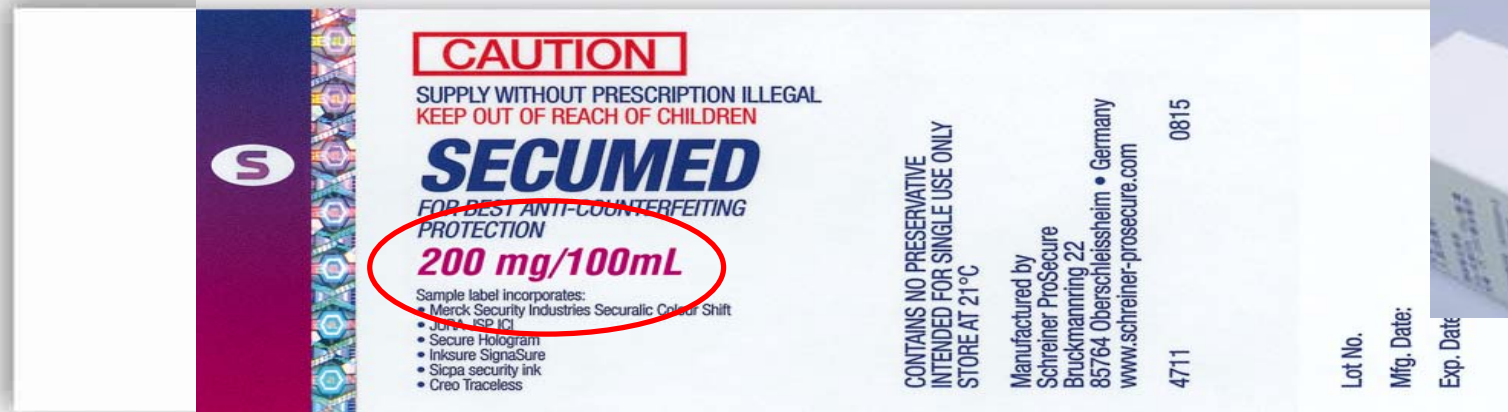 S
CAUTION
SUPPLY WITHOUT PRESCRIPTION ILLEGAL
KEEP OUT OF REACH OF CHILDREN
SECUMED
FOR BEST ANTI-COUNTERFEITING
PROTECTION
200 mg/100mL
Sample label incorporates:
• Merck Security Industries Securalic Colour Shift
• JURA JSP ICI
• Secure Hologram
• Inksure SignaSure
• Sicpa security ink
• Creo Traceless
CONTAINS NO PRESERVATIVE
INTENDED FOR SINGLE USE ONLY
STORE AT 21°C
Manufactured by
Schreiner ProSecure
Bruckmannring 22
85764 Oberschleissheim • Germany
www.schreiner-prosecure.com
4711 0815
Lot No.
Mfg. Date:
Exp. Date